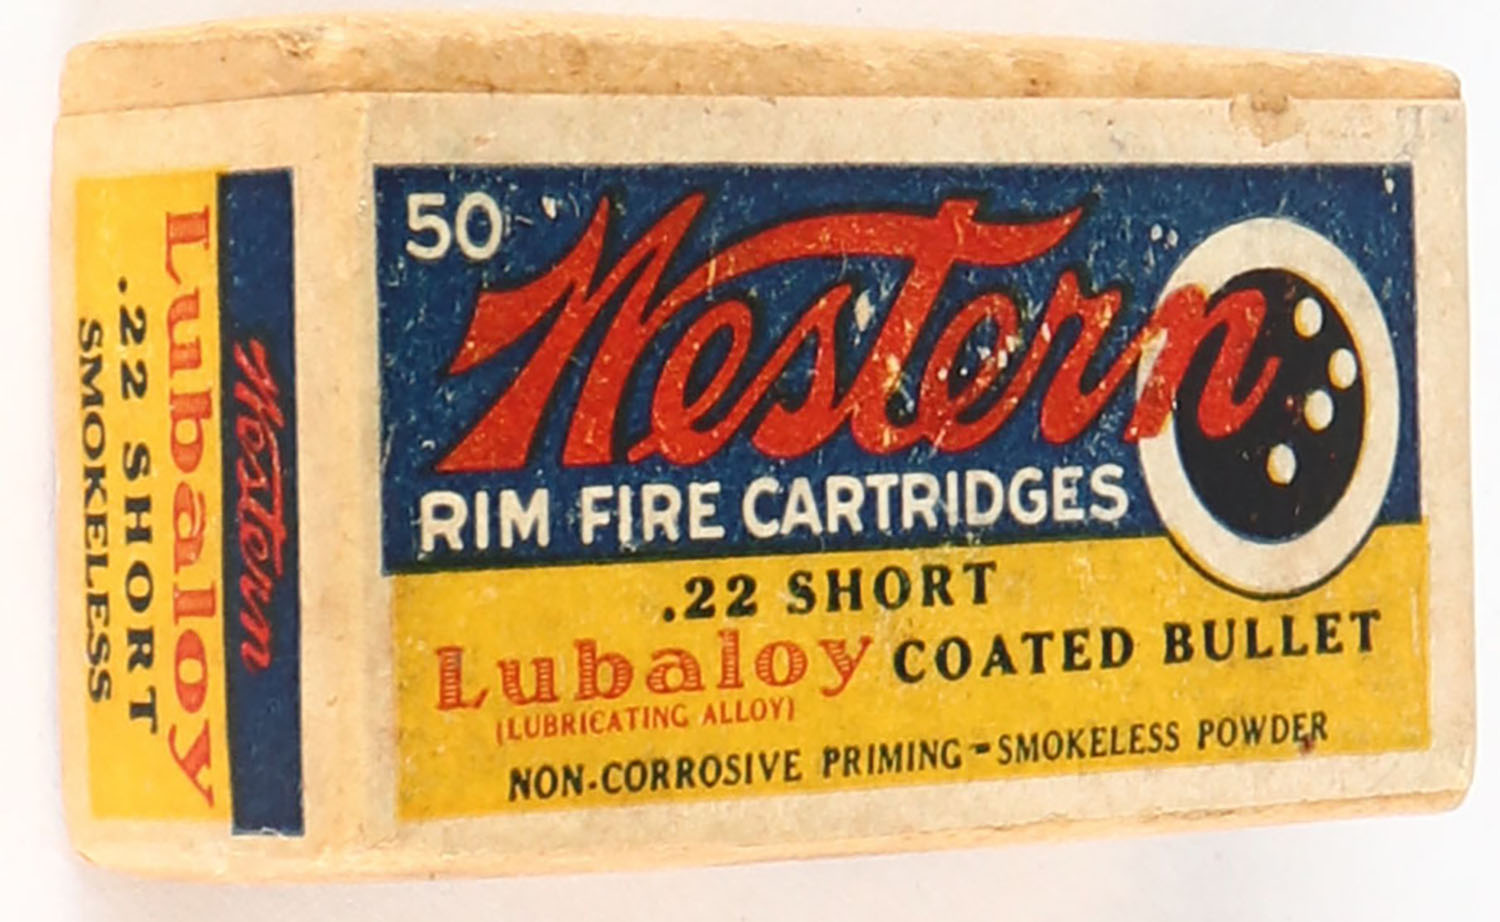 50 Western
RIM FIRE CARTRIDGES
.22 SHORT
Lubaloy COATED BULLET
(LUBRICATING ALLOY)
NON-CORROSIVE PRIMING-SMOKELESS POWDER
Western
Lubaloy
.22 SHORT
SMOKELESS